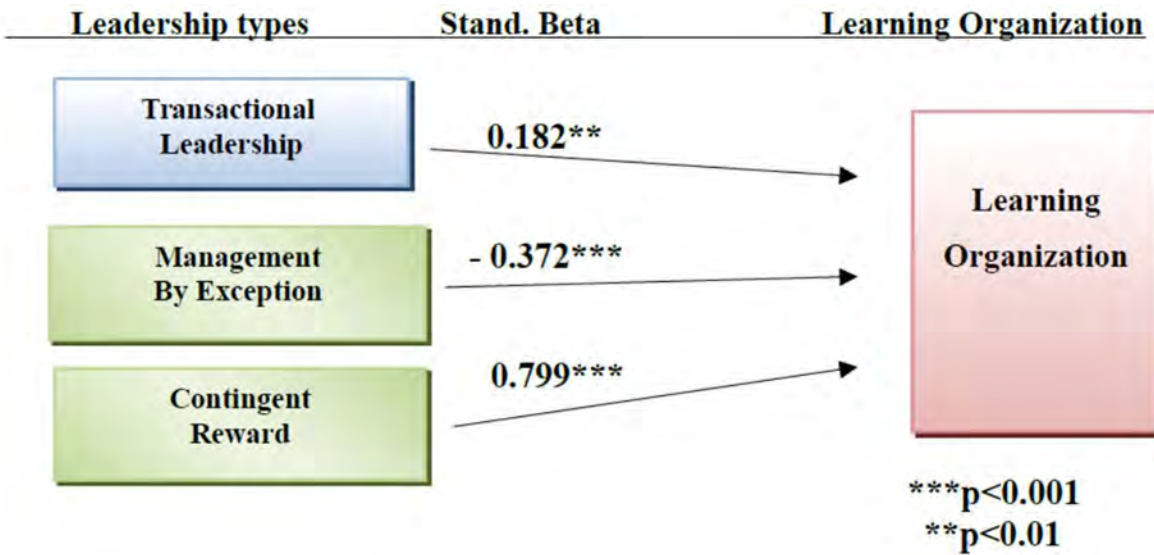 Leadership types Stand. Beta Learning Organization
Transactional
Leadership
0.182**
Management
By Exception
- 0.372***
Contingent
Reward
0.799***
Learning
Organization
***p<0.001
**p<0.01